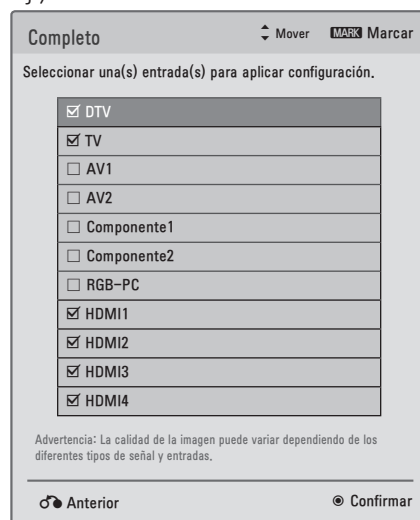 Completo Mover MARK Marcar
Seleccionar una(s) entrada(s) para aplicar configuración.
☑ DTV
☑ TV
☐ AV1
☐ AV2
☐ Componente1
☐ Componente2
☐ RGB-PC
☑ HDMI1
☑ HDMI2
☑ HDMI3
☑ HDMI4
Advertencia: La calidad de la imagen puede variar dependiendo de los
diferentes tipos de señal y entradas.
Anterior ◉ Confirmar